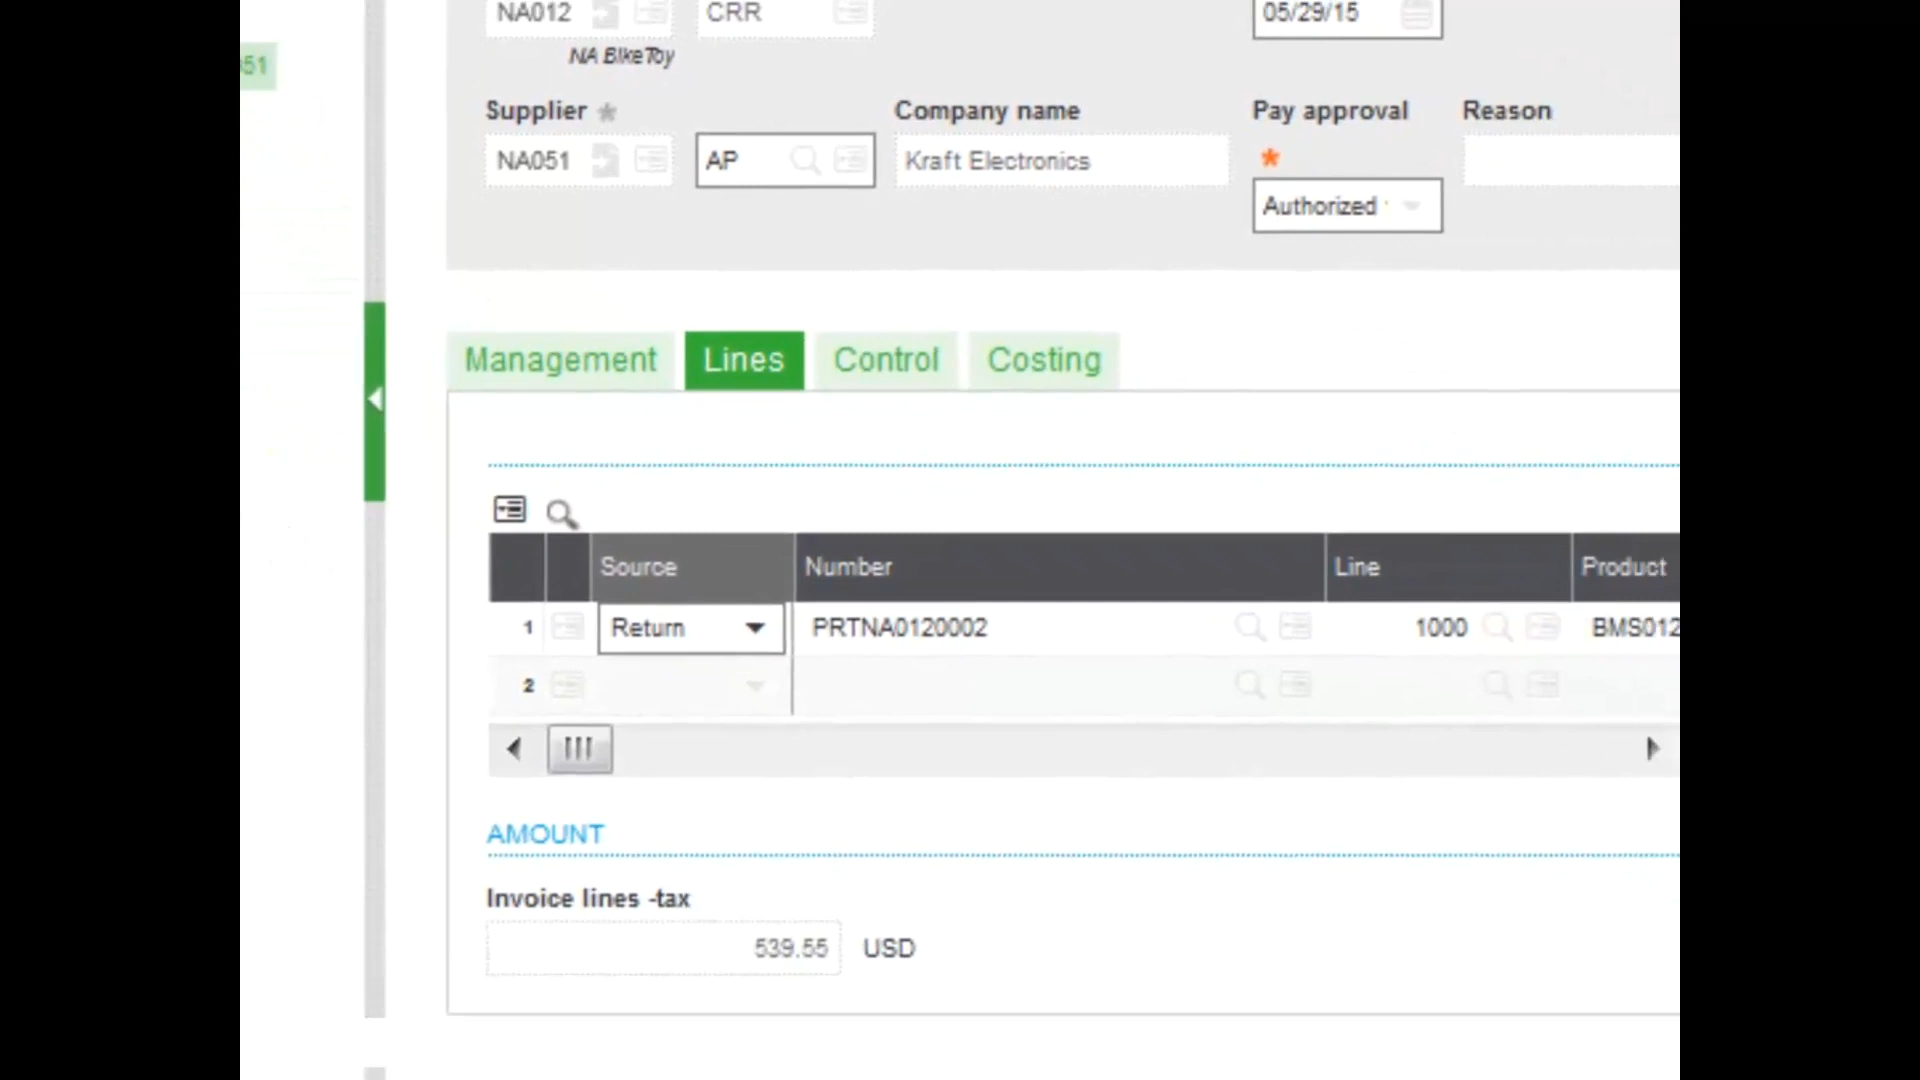 NA012 CRR 05/29/15
51
NA BikeToy
Supplier * Company name Pay approval Reason
NA051 AP Kraft Electronics *
Authorized
Management Lines Control Costing
Source Number Line Product
1 Return PRTNA0120002 1000 BMS012
2
AMOUNT
Invoice lines -tax
539.55 USD